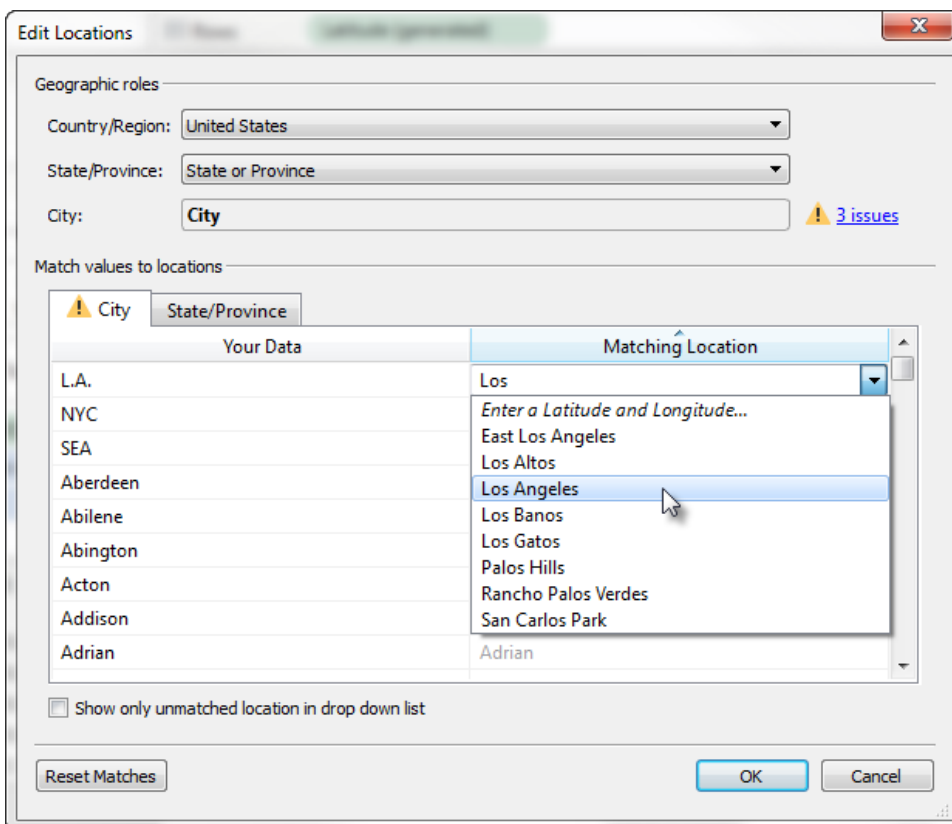 Edit Locations
Geographic roles
Country/Region: United States
State/Province: State or Province
City: City 3 issues
Match values to locations
City State/Province
Your Data Matching Location
L.A. Los
NYC Enter a Latitude and Longitude...
East Los Angeles
SEA
Los Altos
Aberdeen Los Angeles
Abilene Los Banos
Abington Los Gatos
Acton Palos Hills
Rancho Palos Verdes
Addison San Carlos Park
Adrian Adrian
Show only unmatched location in drop down list
Reset Matches OK Cancel